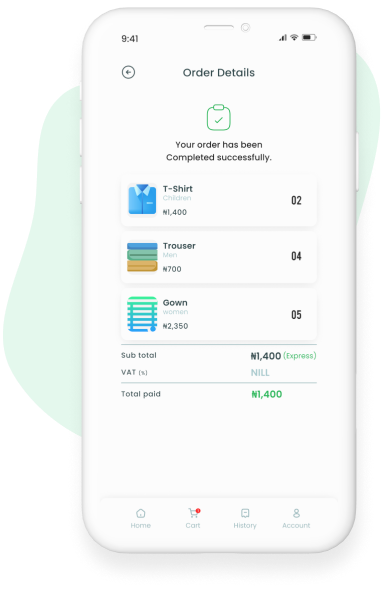 9:41
Order Details
Your order has been
Completed successfully.
T-Shirt
Children
₦1,400
02
Trouser
Men
₦700
04
Gown
women
₦2,350
05
Sub total ₦1,400 (Express)
VAT (%) NILL
Total paid ₦1,400
Home Cart History Account